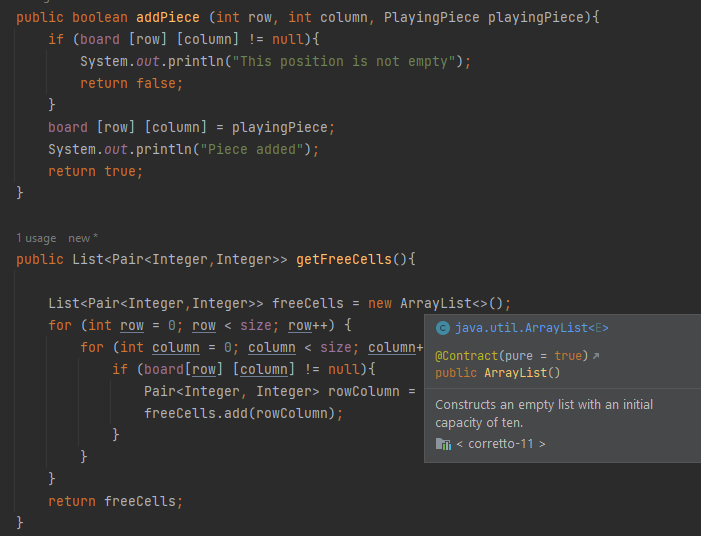 public boolean addPiece (int row, int column, PlayingPiece playingPiece){
if (board [row] [column] != null){
System.out.println("This position is not empty");
return false;
}
board [row] [column] = playingPiece;
System.out.println("Piece added");
return true;
}
1 usage new *
public List<Pair<Integer,Integer>> getFreeCells(){
List<Pair<Integer,Integer>> freeCells = new ArrayList<>();
for (int row = 0; row < size; row++) {
for (int column = 0; column < size; column+
if (board[row] [column] != null){
Pair<Integer, Integer> rowColumn =
freeCells.add(rowColumn);
}
}
}
return freeCells;
}
C java.util.ArrayList<E>
@Contract(pure = true)
public ArrayList()
Constructs an empty list with an initial
capacity of ten.
< corretto-11 >